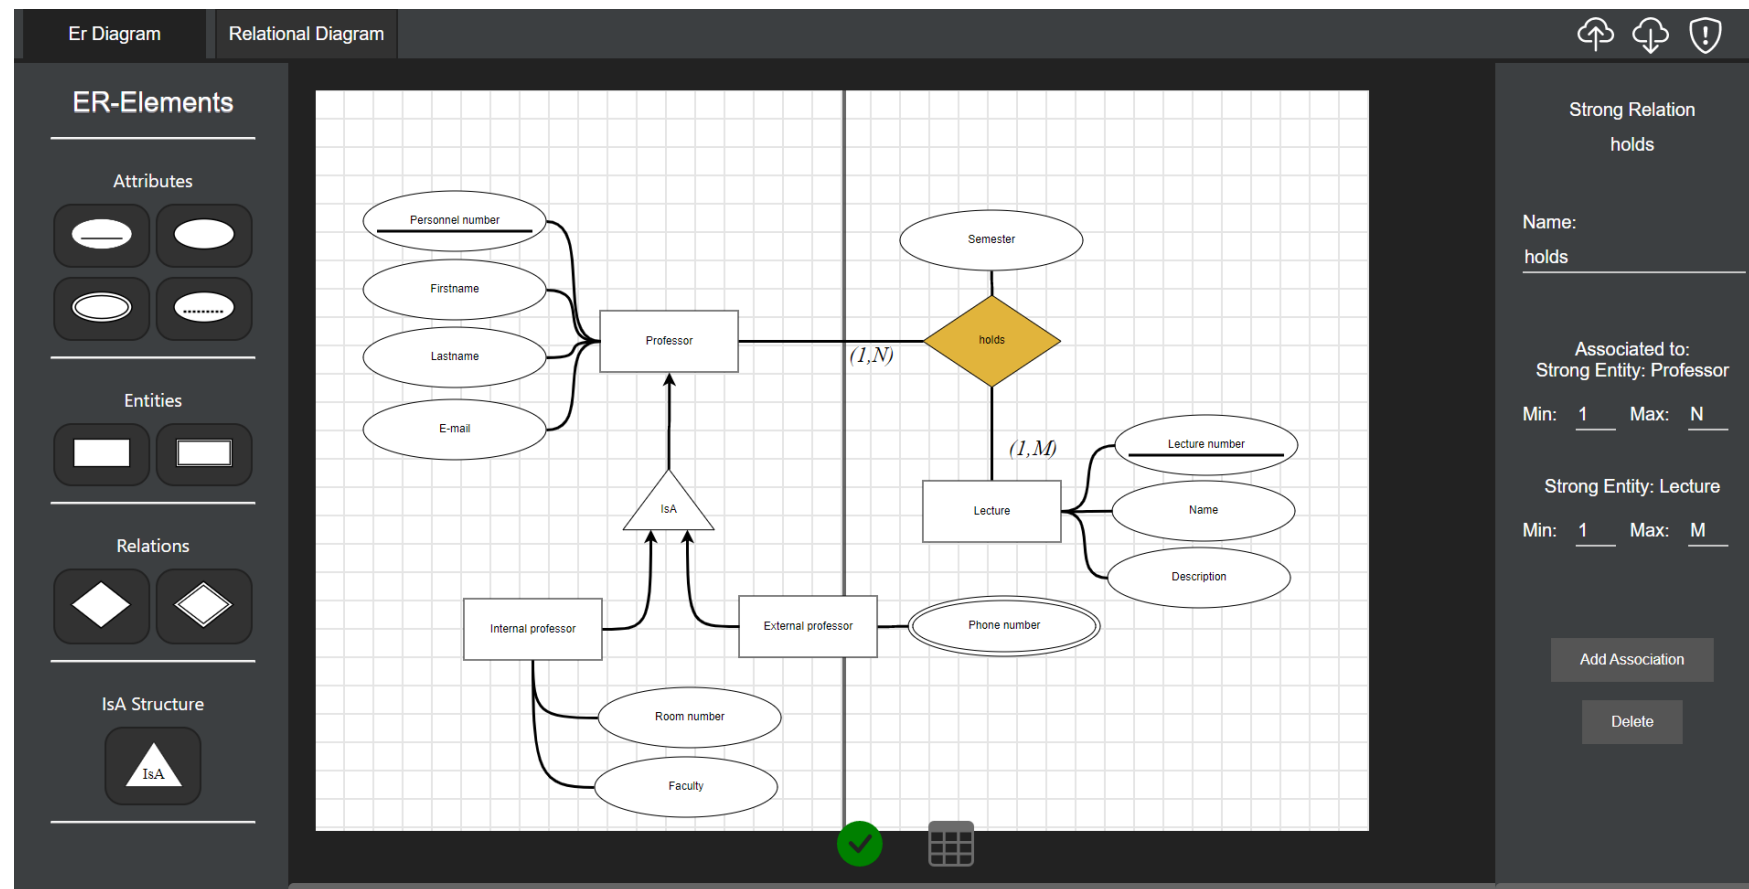 Er Diagram
Relational Diagram
ER-Elements
Attributes
Entities
Relations
IsA Structure
IsA
Personnel number
Firstname
Lastname
E-mail
Professor
(1,N)
Semester
holds
(1,M)
Lecture
Lecture number
Name
Description
IsA
Internal professor
External professor
Phone number
Room number
Faculty
Strong Relation
holds
Name:
holds
Associated to:
Strong Entity: Professor
Min: 1 Max: N
Strong Entity: Lecture
Min: 1 Max: M
Add Association
Delete